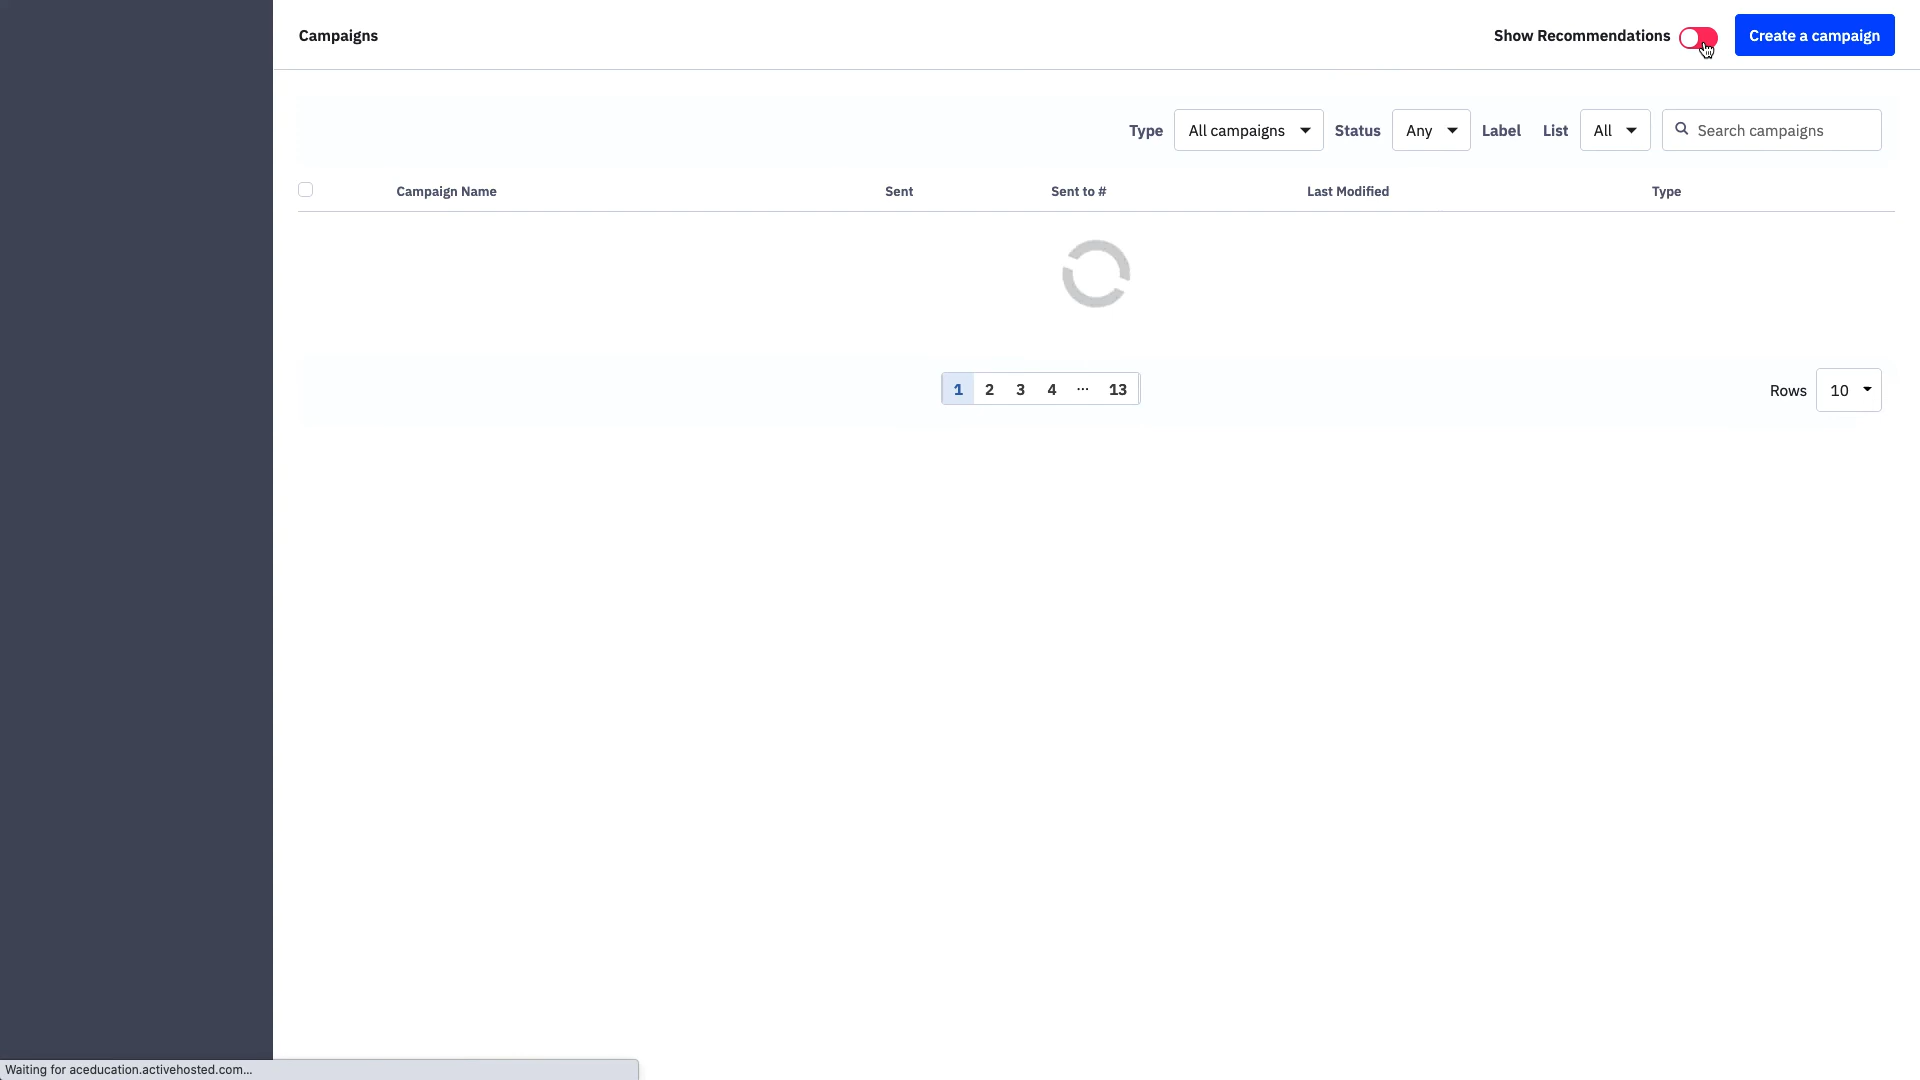 Campaigns
Show Recommendations
Create a campaign
Type All campaigns Status Any Label List All Search campaigns
Campaign Name Sent Sent to # Last Modified Type
1 2 3 4 ... 13
Rows 10
Waiting for aceducation.activehosted.com...